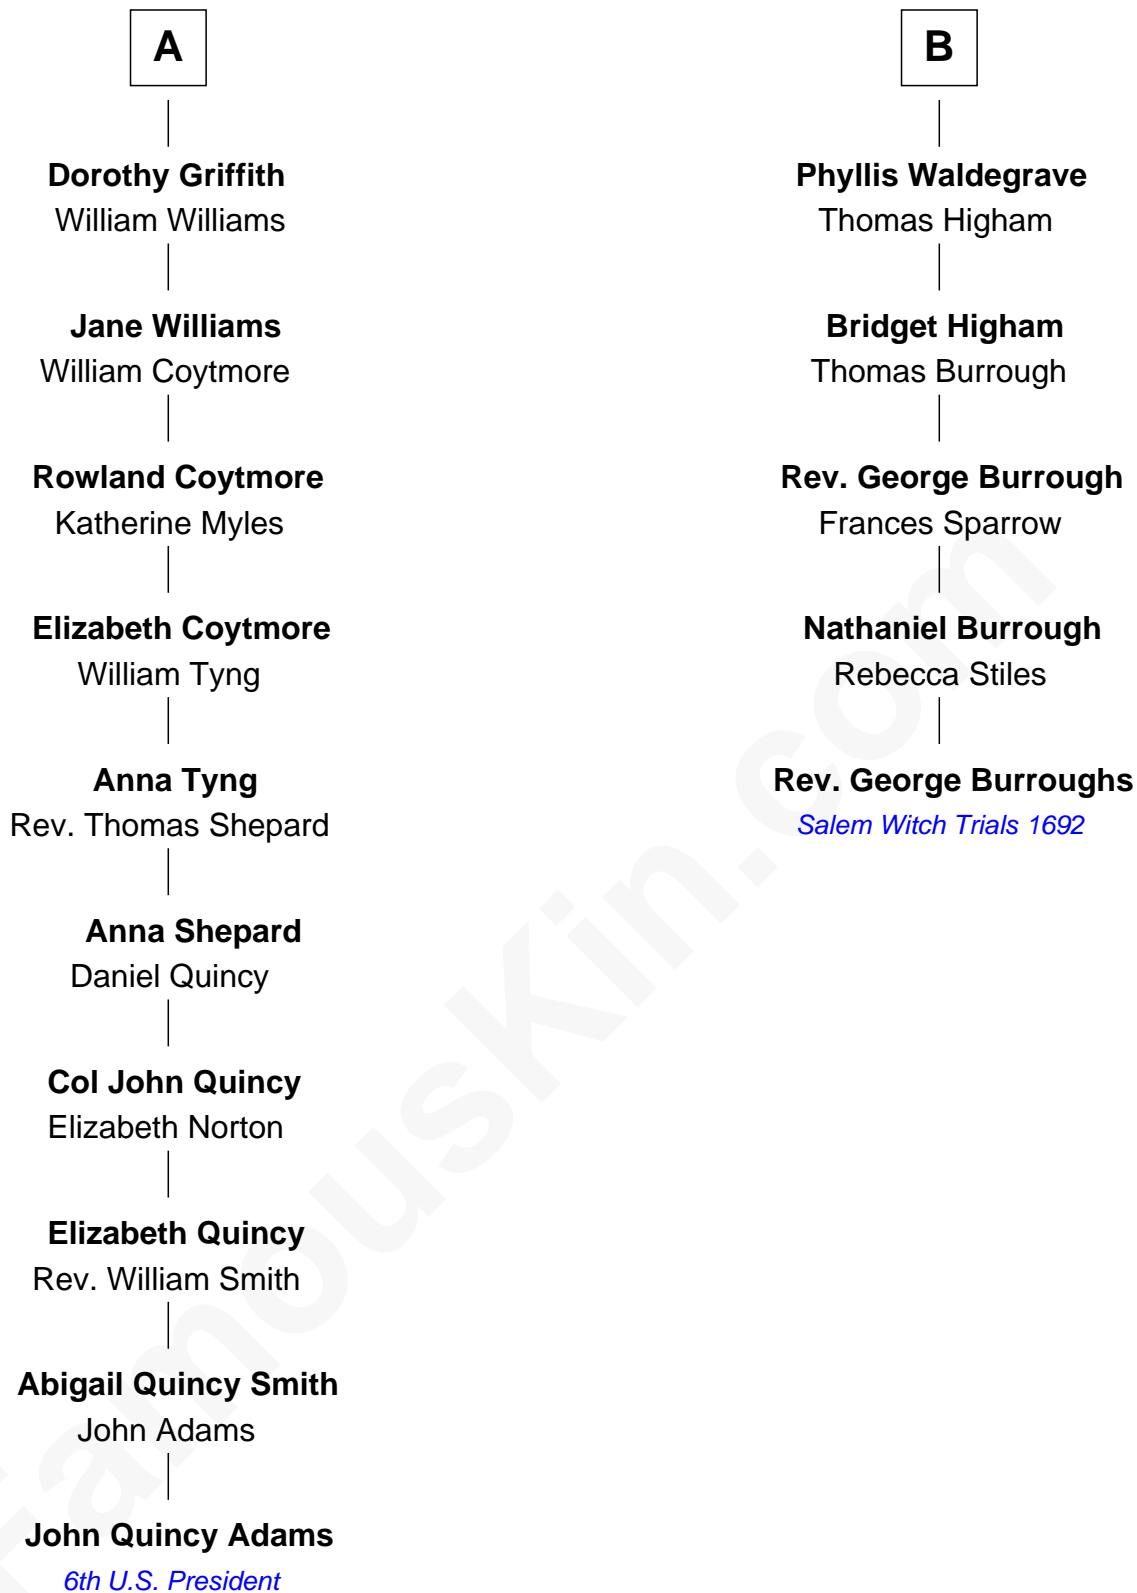 A
Dorothy Griffith
William Williams
Jane Williams
William Coytmore
Rowland Coytmore
Katherine Myles
Elizabeth Coytmore
William Tyng
Anna Tyng
Rev. Thomas Shepard
Anna Shepard
Daniel Quincy
Col John Quincy
Elizabeth Norton
Elizabeth Quincy
Rev. William Smith
Abigail Quincy Smith
John Adams
John Quincy Adams
6th U.S. President
B
Phyllis Waldegrave
Thomas Higham
Bridget Higham
Thomas Burrough
Rev. George Burrough
Frances Sparrow
Nathaniel Burrough
Rebecca Stiles
Rev. George Burroughs
Salem Witch Trials 1692
FamousKin.com